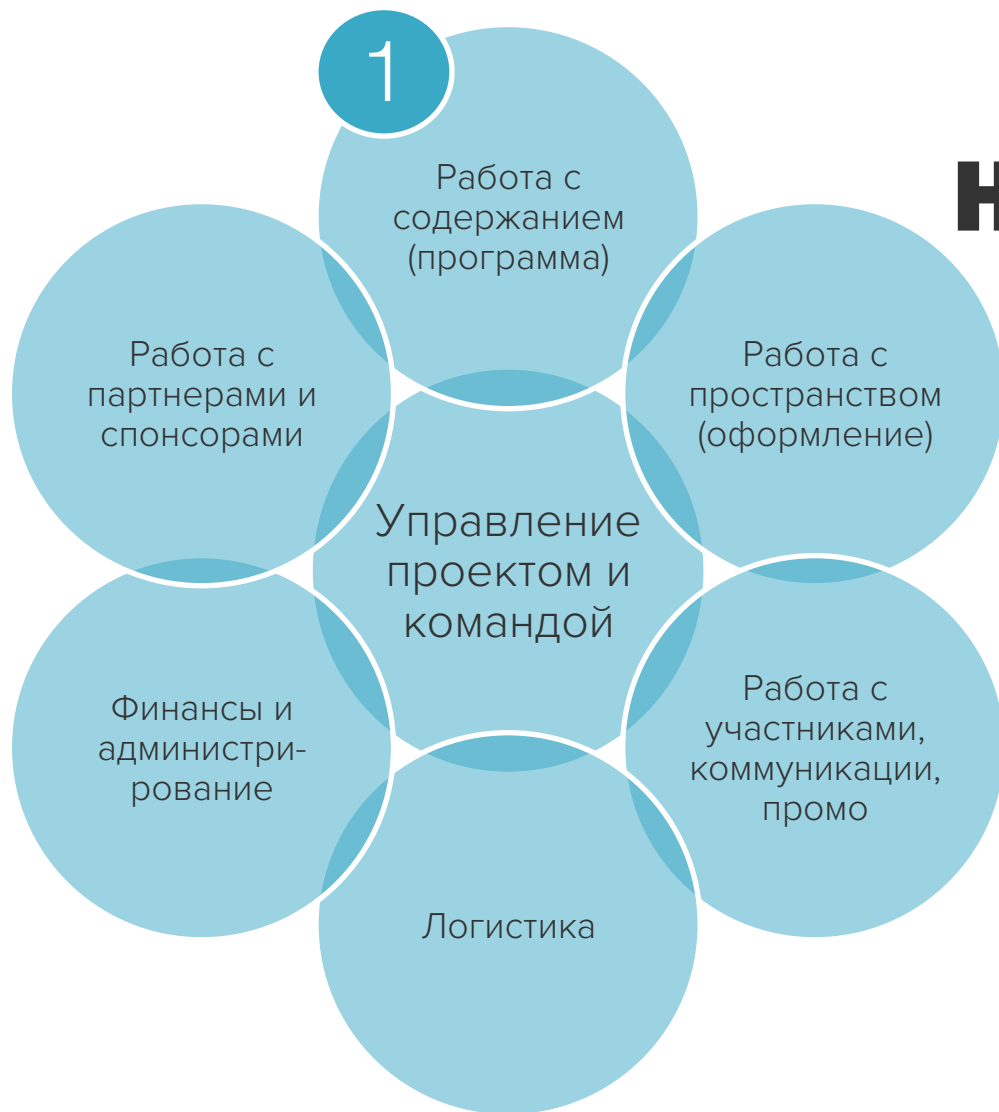 1
Работа с
содержанием
(программа)
Работа с
партнерами и
спонсорами
Работа с
пространством
(оформление)
Управление
проектом и
командой
Финансы и
администри-
рование
Работа с
участниками,
коммуникации,
промо
Логистика